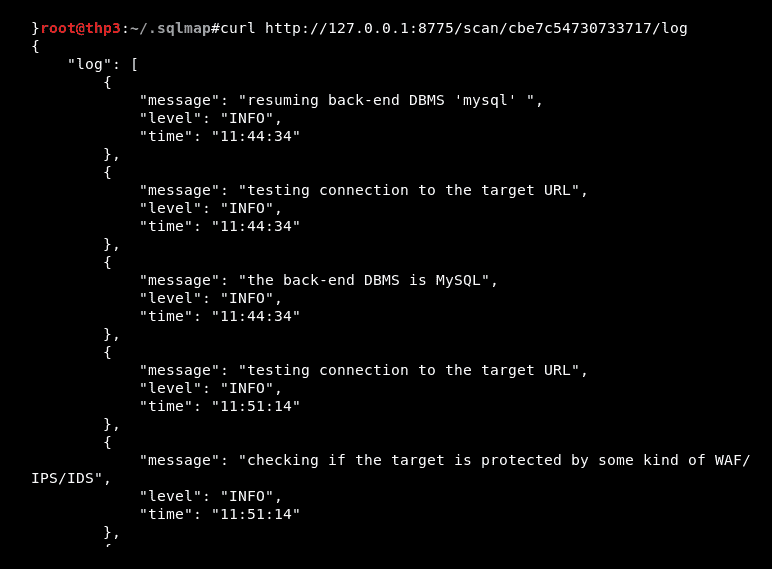 }root@thp3:~/.sqlmap#curl http://127.0.0.1:8775/scan/cbe7c54730733717/log
{
    "log": [
        {
            "message": "resuming back-end DBMS 'mysql' ",
            "level": "INFO",
            "time": "11:44:34"
        },
        {
            "message": "testing connection to the target URL",
            "level": "INFO",
            "time": "11:44:34"
        },
        {
            "message": "the back-end DBMS is MySQL",
            "level": "INFO",
            "time": "11:44:34"
        },
        {
            "message": "testing connection to the target URL",
            "level": "INFO",
            "time": "11:51:14"
        },
        {
            "message": "checking if the target is protected by some kind of WAF/
IPS/IDS",
            "level": "INFO",
            "time": "11:51:14"
        },
        {